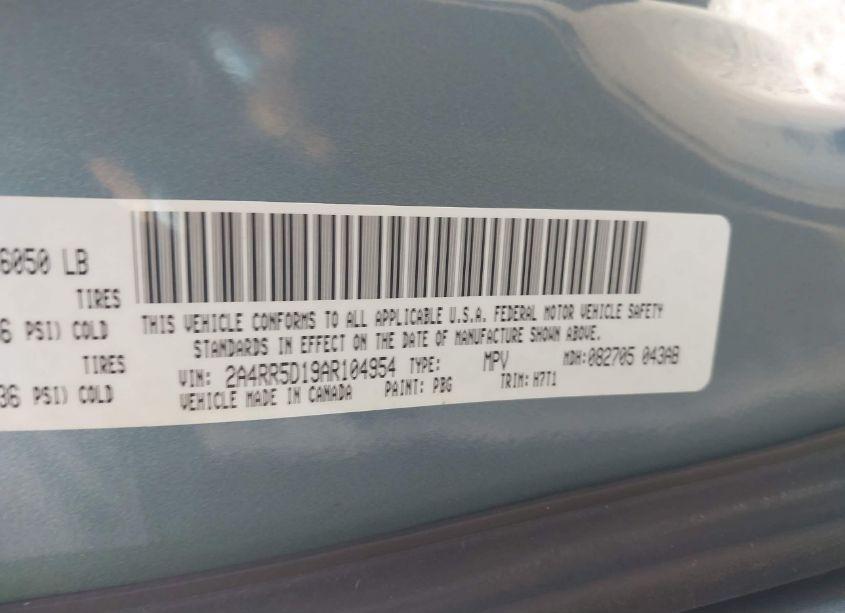 6050 LB
TIRES
6 PSI) COLD
TIRES
36 PSI) COLD
THIS VEHICLE CONFORMS TO ALL APPLICABLE U.S.A. FEDERAL MOTOR VEHICLE SAFETY
STANDARDS IN EFFECT ON THE DATE OF MANUFACTURE SHOWN ABOVE.
VIN: 2A4RR5D19AR104954 TYPE: MPV MDH:082705 043AB
VEHICLE MADE IN CANADA PAINT: PBG TRIM: H7T1